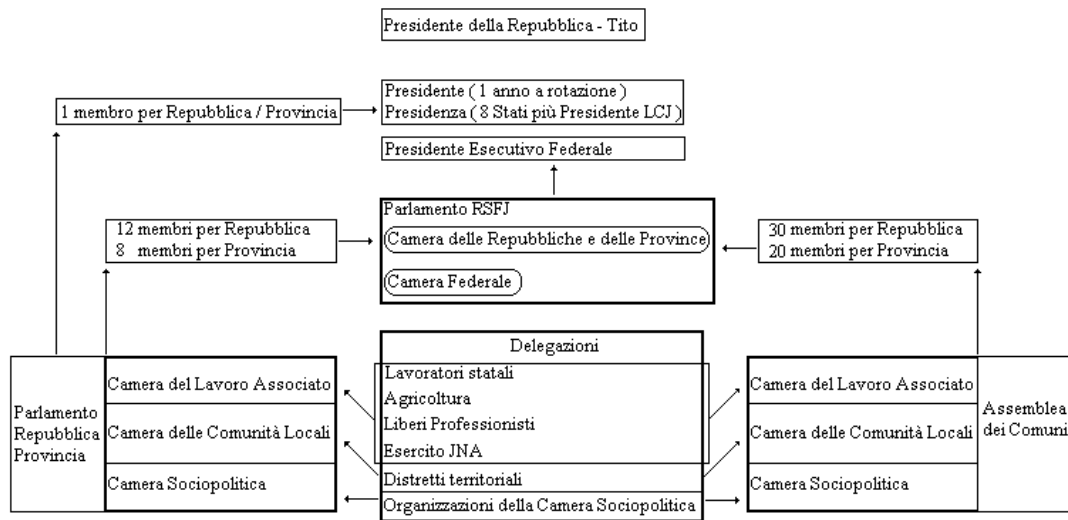 Presidente della Repubblica - Tito
1 membro per Repubblica / Provincia
Presidente ( 1 anno a rotazione )
Presidenza ( 8 Stati più Presidente LCJ )
Presidente Esecutivo Federale
12 membri per Repubblica
8 membri per Provincia
Parlamento RSFJ
Camera delle Repubbliche e delle Province
Camera Federale
30 membri per Repubblica
20 membri per Provincia
Parlamento
Repubblica
Provincia
Camera del Lavoro Associato
Camera delle Comunità Locali
Camera Sociopolitica
Delegazioni
Lavoratori statali
Agricoltura
Liberi Professionisti
Esercito JNA
Distretti territoriali
Organizzazioni della Camera Sociopolitica
Camera del Lavoro Associato
Camera delle Comunità Locali
Camera Sociopolitica
Assemblea
dei Comuni